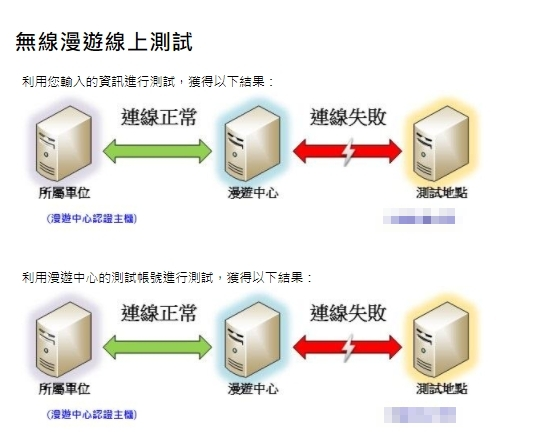 無線漫遊線上測試
利用您輸入的資訊進行測試，獲得以下結果：
連線正常 連線失敗
所屬單位 漫遊中心 測試地點
(漫遊中心認證主機)
利用漫遊中心的測試帳號進行測試，獲得以下結果：
連線正常 連線失敗
所屬單位 漫遊中心 測試地點
(漫遊中心認證主機)